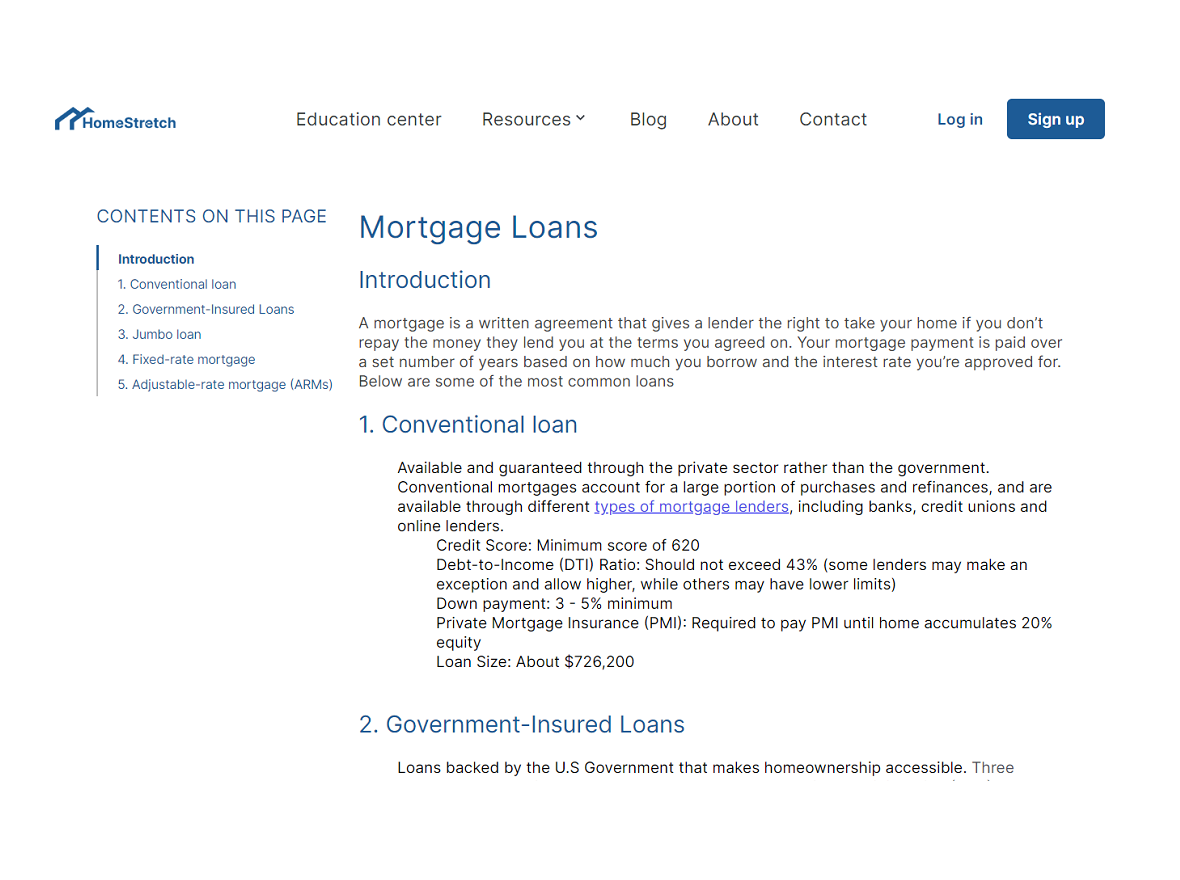 HomeStretch
Education center
Resources
Blog
About
Contact
Log in
Sign up
CONTENTS ON THIS PAGE
Introduction
1. Conventional loan
2. Government-Insured Loans
3. Jumbo loan
4. Fixed-rate mortgage
5. Adjustable-rate mortgage (ARMs)
Mortgage Loans
Introduction
A mortgage is a written agreement that gives a lender the right to take your home if you don’t
repay the money they lend you at the terms you agreed on. Your mortgage payment is paid over
a set number of years based on how much you borrow and the interest rate you’re approved for.
Below are some of the most common loans
1. Conventional loan
Available and guaranteed through the private sector rather than the government.
Conventional mortgages account for a large portion of purchases and refinances, and are
available through different types of mortgage lenders, including banks, credit unions and
online lenders.
Credit Score: Minimum score of 620
Debt-to-Income (DTI) Ratio: Should not exceed 43% (some lenders may make an
exception and allow higher, while others may have lower limits)
Down payment: 3 - 5% minimum
Private Mortgage Insurance (PMI): Required to pay PMI until home accumulates 20%
equity
Loan Size: About $726,200
2. Government-Insured Loans
Loans backed by the U.S Government that makes homeownership accessible. Three